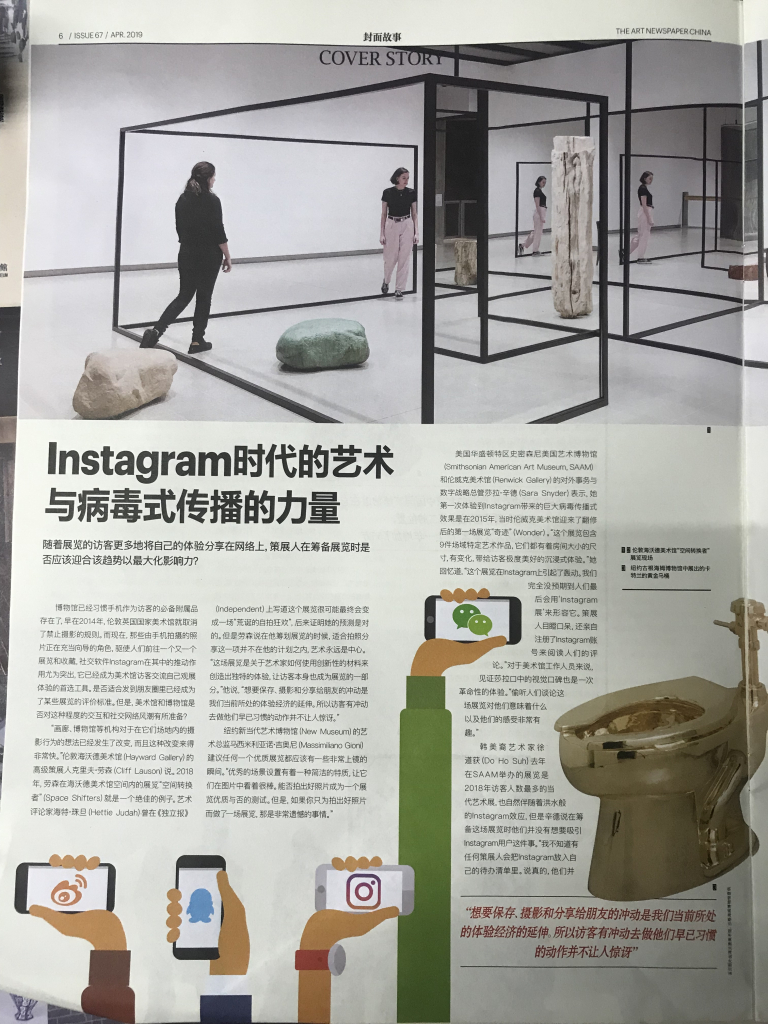 6 / ISSUE 67 / APR. 2019
封面故事
THE ART NEWSPAPER CHINA
COVER STORY
Instagram时代的艺术
与病毒式传播的力量
随着展览的访客更多地将自己的体验分享在网络上，策展人在筹备展览时是
否应该迎合该趋势以最大化影响力？
博物馆已经习惯手机作为访客的必备附属品
存在了，早在2014年，伦敦英国国家美术馆就取消
了禁止摄影的规则。而现在，那些由手机拍摄的照
片正在充当向导的角色，驱使人们前往一个又一个
展览和收藏，社交软件Instagram在其中的推动作
用尤为突出，它已经成为美术馆访客交流自己观展
体验的首选工具。是否适合发到朋友圈里已经成为
了某些展览的评价标准。但是，美术馆和博物馆是
否对这种程度的交互和社交网络风潮有所准备？
“画廊、博物馆等机构对于在它们场地内的摄
影行为的想法已经发生了改变，而且这种改变来得
非常快。”伦敦海沃德美术馆（Hayward Gallery）的
高级策展人克里夫·劳森（Cliff Lauson）说。2018
年，劳森在海沃德美术馆空间内的展览“空间转换
者”（Space Shifters）就是一个绝佳的例子。艺术
评论家海特·珠旦（Hettie Judah）曾在《独立报》
（Independent）上写道这个展览很可能最终会变
成一场“荒诞的自拍狂欢”，后来证明她的预测是对
的。但是劳森说在他筹划展览的时候，适合拍照分
享这一项并不在他的计划之内，艺术永远是中心。
“这场展览是关于艺术家如何使用创新性的材料来
创造出独特的体验，让访客本身也成为展览的一部
分。”他说，“想要保存、摄影和分享给朋友的冲动是
我们当前所处的体验经济的延伸。所以访客有冲动
去做他们早已习惯的动作并不让人惊讶。”
纽约新当代艺术博物馆（New Museum）的艺
术总监马西米利亚诺·吉奥尼（Massimiliano Gioni）
建议任何一个优质展览都应该有一些非常上镜的
瞬间。“优秀的场景设置有着一种简洁的特质，让它
们在图片中看着很棒。能否拍出好照片成为一个展
览优质与否的测试。但是，如果你只为拍出好照片
而做了一场展览，那是非常遗憾的事情。”
美国华盛顿特区史密森尼美国艺术博物馆
（Smithsonian American Art Museum, SAAM）
和伦威克美术馆（Renwick Gallery）的对外事务与
数字战略总管莎拉·辛德（Sara Snyder）表示，她
第一次体验到Instagram带来的巨大病毒传播式
效果是在2015年，当时伦威克美术馆迎来了翻修
后的第一场展览“奇迹”（Wonder）。“这个展览包含
9件场域特定艺术作品，它们都有着房间大小的尺
寸，有变化，带给访客极度美好的沉浸式体验。”她
回忆道，“这个展览在Instagram上引起了轰动，我们
完全没预期到人们最
后会用‘Instagram
展’来形容它。策展
人目瞪口呆，还亲自
注册了Instagram账
号来阅读人们的评
论。”对于美术馆工作人员来说，
见证莎拉口中的视觉口碑也是一次
革命性的体验。“偷听人们谈论这
场展览对他们意味着什么
以及他们的感受非常有
趣。”
韩美裔艺术家徐
道获（Do Ho Suh）去年
在SAAM举办的展览是
2018年访客人数最多的当
代艺术展，也自然伴随着洪水般
的Instagram效应，但是辛德说在筹
备这场展览时他们并没有想要吸引
Instagram用户这件事。“我不知道有
任何策展人会把Instagram放入自
己的待办清单里。说真的，他们并
伦敦海沃德美术馆“空间转换者”
展览现场
纽约古根海姆博物馆中展出的卡
特兰的黄金马桶
“想要保存、摄影和分享给朋友的冲动是我们当前所处
的体验经济的延伸，所以访客有冲动去做他们早已习惯
的动作并不让人惊讶”